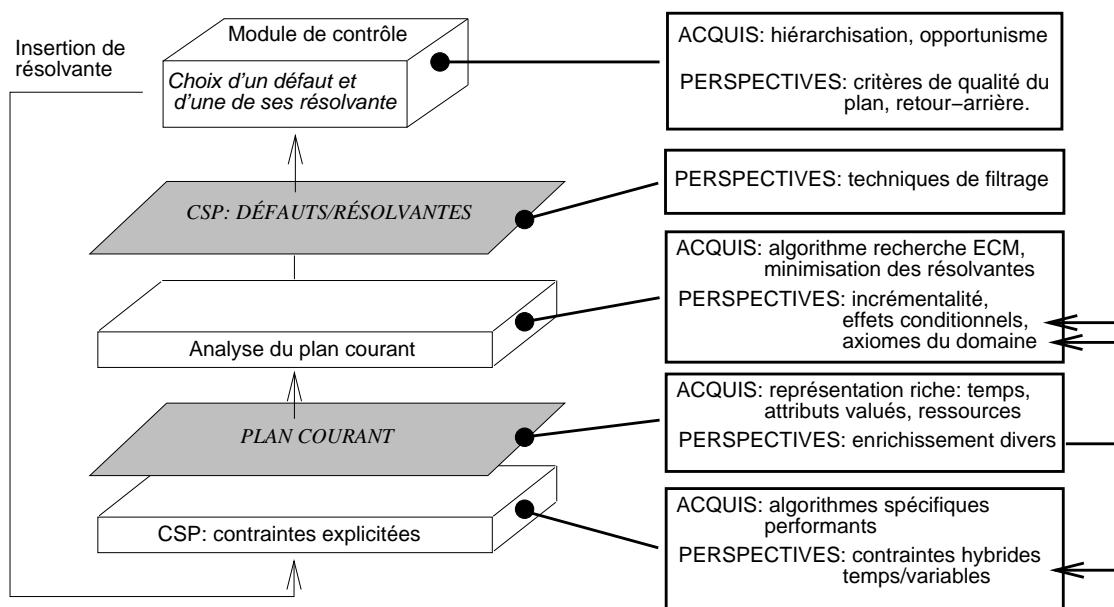 Insertion de
résolvante
Module de contrôle
Choix d'un défaut et
d'une de ses résolvante
CSP: DÉFAUTS/RÉSOLVANTES
Analyse du plan courant
PLAN COURANT
CSP: contraintes explicitées
ACQUIS: hiérarchisation, opportunisme
PERSPECTIVES: critères de qualité du
plan, retour−arrière.
PERSPECTIVES: techniques de filtrage
ACQUIS: algorithme recherche ECM,
minimisation des résolvantes
PERSPECTIVES: incrémentalité,
effets conditionnels,
axiomes du domaine
ACQUIS: représentation riche: temps,
attributs valués, ressources
PERSPECTIVES: enrichissement divers
ACQUIS: algorithmes spécifiques
performants
PERSPECTIVES: contraintes hybrides
temps/variables